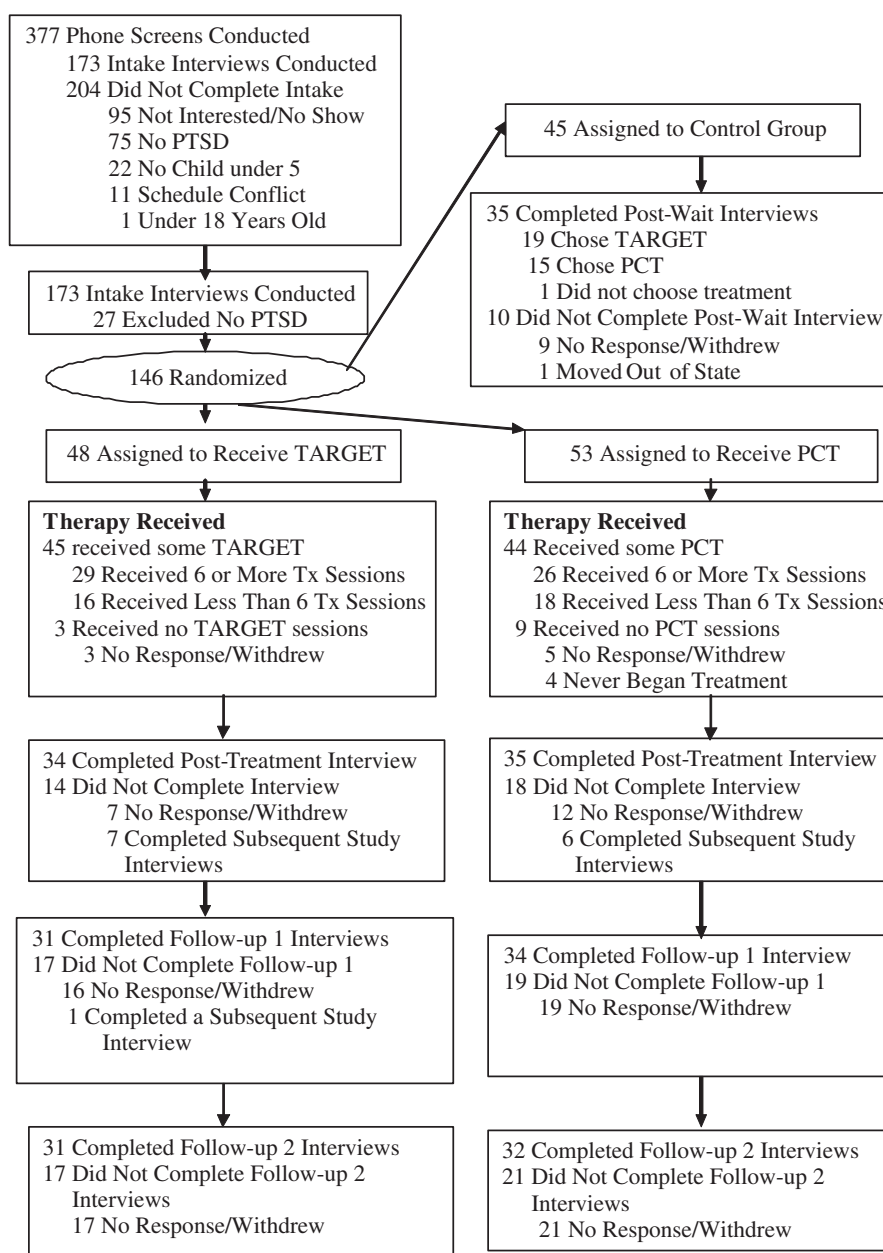 377 Phone Screens Conducted
173 Intake Interviews Conducted
204 Did Not Complete Intake
95 Not Interested/No Show
75 No PTSD
22 No Child under 5
11 Schedule Conflict
1 Under 18 Years Old
173 Intake Interviews Conducted
27 Excluded No PTSD
146 Randomized
45 Assigned to Control Group
35 Completed Post-Wait Interviews
19 Chose TARGET
15 Chose PCT
1 Did not choose treatment
10 Did Not Complete Post-Wait Interview
9 No Response/Withdrew
1 Moved Out of State
48 Assigned to Receive TARGET
Therapy Received
45 received some TARGET
29 Received 6 or More Tx Sessions
16 Received Less Than 6 Tx Sessions
3 Received no TARGET sessions
3 No Response/Withdrew
34 Completed Post-Treatment Interview
14 Did Not Complete Interview
7 No Response/Withdrew
7 Completed Subsequent Study
Interviews
31 Completed Follow-up 1 Interviews
17 Did Not Complete Follow-up 1
16 No Response/Withdrew
1 Completed a Subsequent Study
Interview
31 Completed Follow-up 2 Interviews
17 Did Not Complete Follow-up 2
Interviews
17 No Response/Withdrew
53 Assigned to Receive PCT
Therapy Received
44 Received some PCT
26 Received 6 or More Tx Sessions
18 Received Less Than 6 Tx Sessions
9 Received no PCT sessions
5 No Response/Withdrew
4 Never Began Treatment
35 Completed Post-Treatment Interview
18 Did Not Complete Interview
12 No Response/Withdrew
6 Completed Subsequent Study
Interviews
34 Completed Follow-up 1 Interview
19 Did Not Complete Follow-up 1
19 No Response/Withdrew
32 Completed Follow-up 2 Interviews
21 Did Not Complete Follow-up 2
Interviews
21 No Response/Withdrew